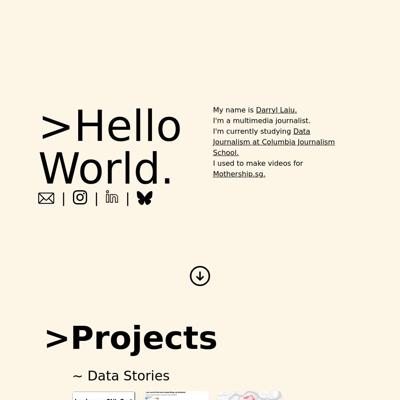 >Hello
World.
My name is Darryl Laiu.
I'm a multimedia journalist.
I'm currently studying Data
Journalism at Columbia Journalism
School.
I used to make videos for
Mothership.sg.
| | |
>Projects
~ Data Stories